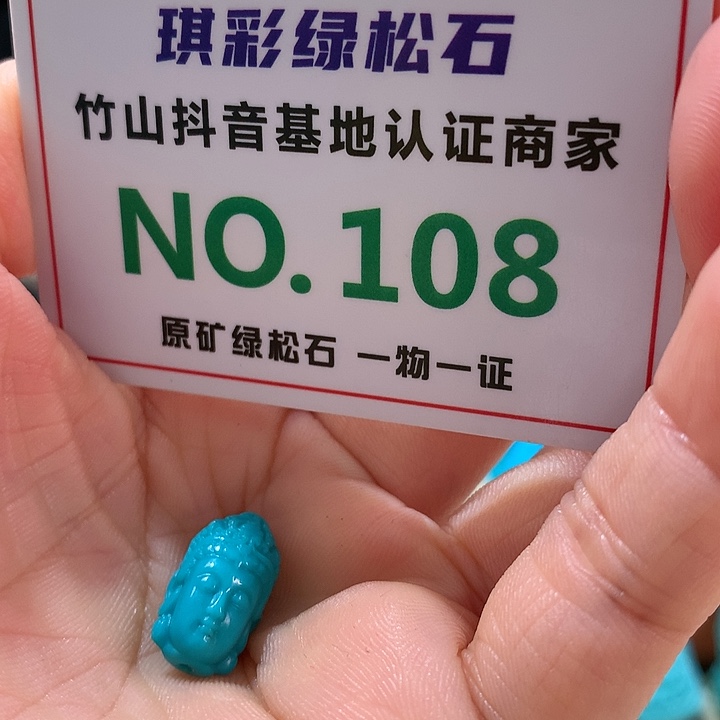 琪彩绿松石
竹山抖音基地认证商家
NO.108
原矿绿松石 一物一证